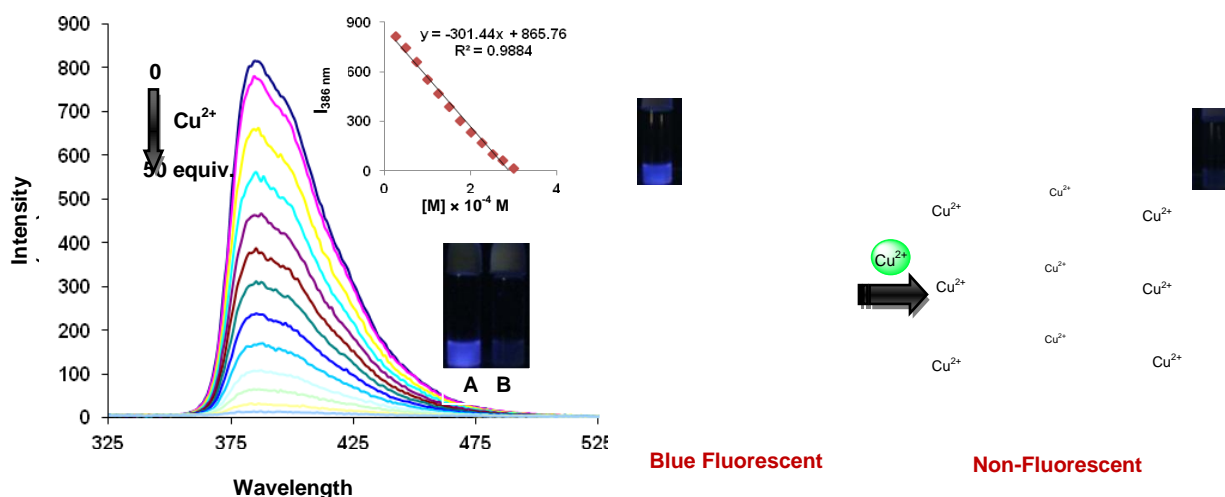 900
800
700
600
500
400
300
200
100
0
Intensity
325
375
425
475
525
Wavelength
0
Cu²⁺
50 equiv.
900
600
300
0
I386 nm
0
2
4
[M] × 10⁻⁴ M
y = -301.44x + 865.76
R² = 0.9884
A B
Blue Fluorescent
Cu²⁺
Cu²⁺
Cu²⁺
Cu²⁺
Cu²⁺
Cu²⁺
Cu²⁺
Cu²⁺
Cu²⁺
Cu²⁺
Non-Fluorescent